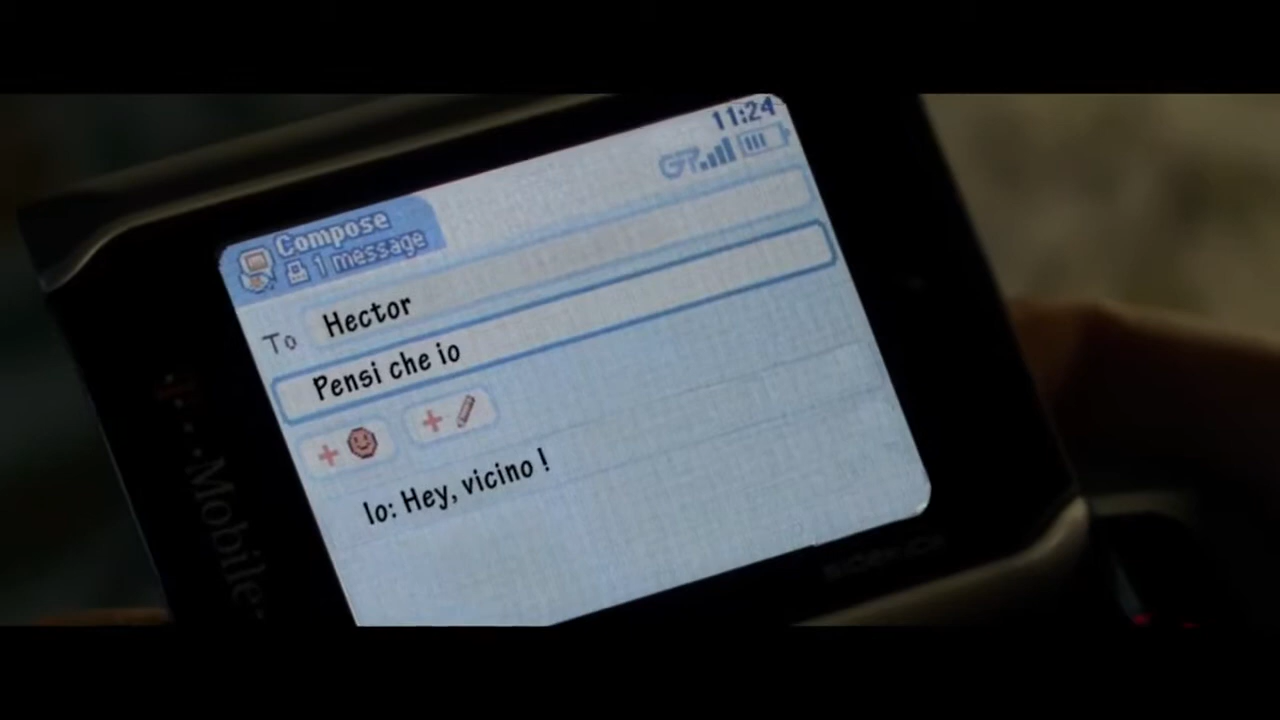 11:24
Compose
1 message
To Hector
Pensi che io
Io: Hey, vicino !
T··Mobile·